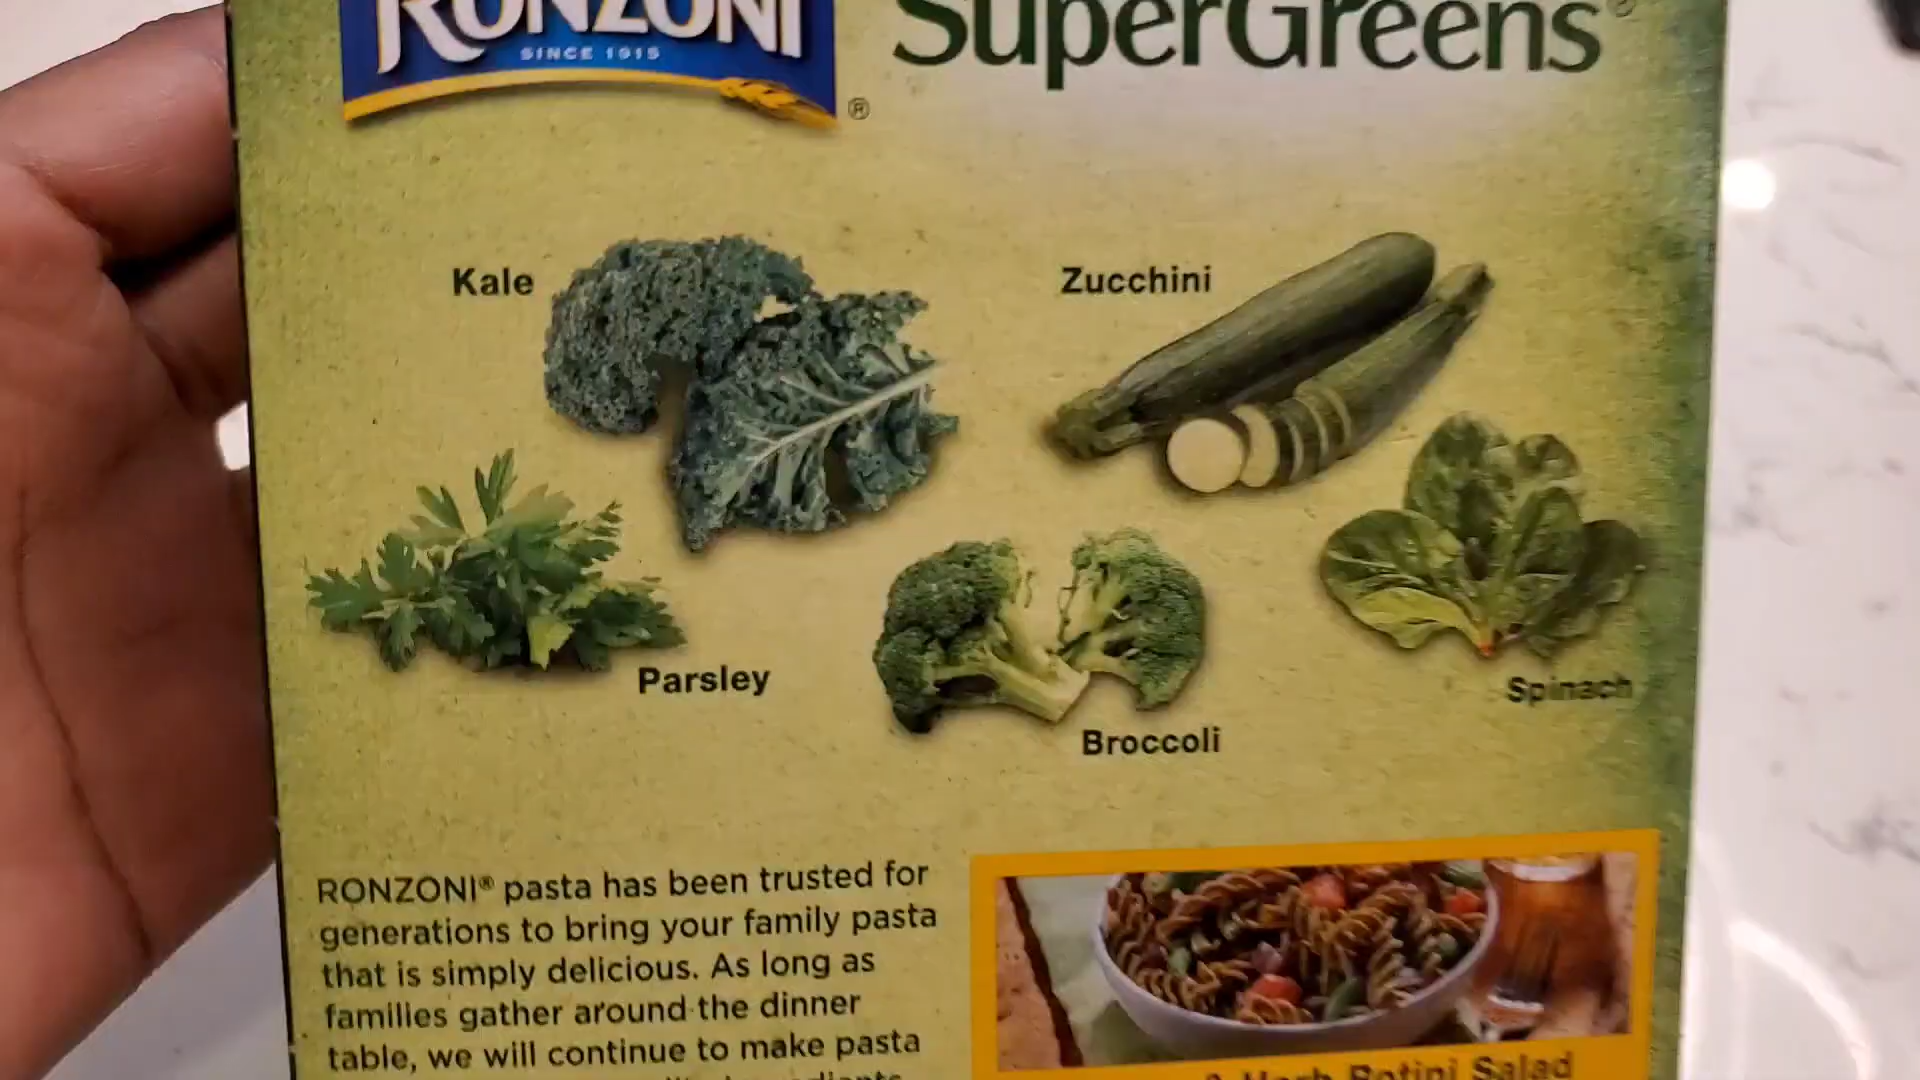 RONZONI
SINCE 1915
®
SuperGreens®
Kale
Zucchini
Parsley
Broccoli
Spinach
RONZONI® pasta has been trusted for
generations to bring your family pasta
that is simply delicious. As long as
families gather around the dinner
table, we will continue to make pasta
Herb Rotini Salad